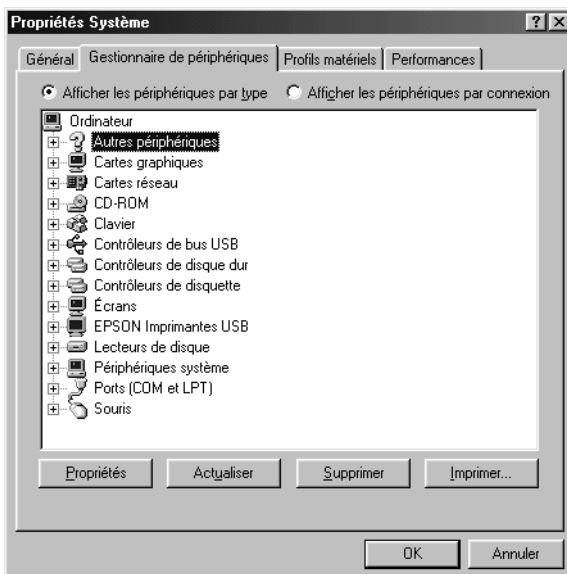 Propriétés Système
Général Gestionnaire de périphériques Profils matériels Performances
Afficher les périphériques par type Afficher les périphériques par connexion
Ordinateur
Autres périphériques
Cartes graphiques
Cartes réseau
CD-ROM
Clavier
Contrôleurs de bus USB
Contrôleurs de disque dur
Contrôleurs de disquette
Écrans
EPSON Imprimantes USB
Lecteurs de disque
Périphériques système
Ports (COM et LPT)
Souris
Propriétés Actualiser Supprimer Imprimer...
OK Annuler